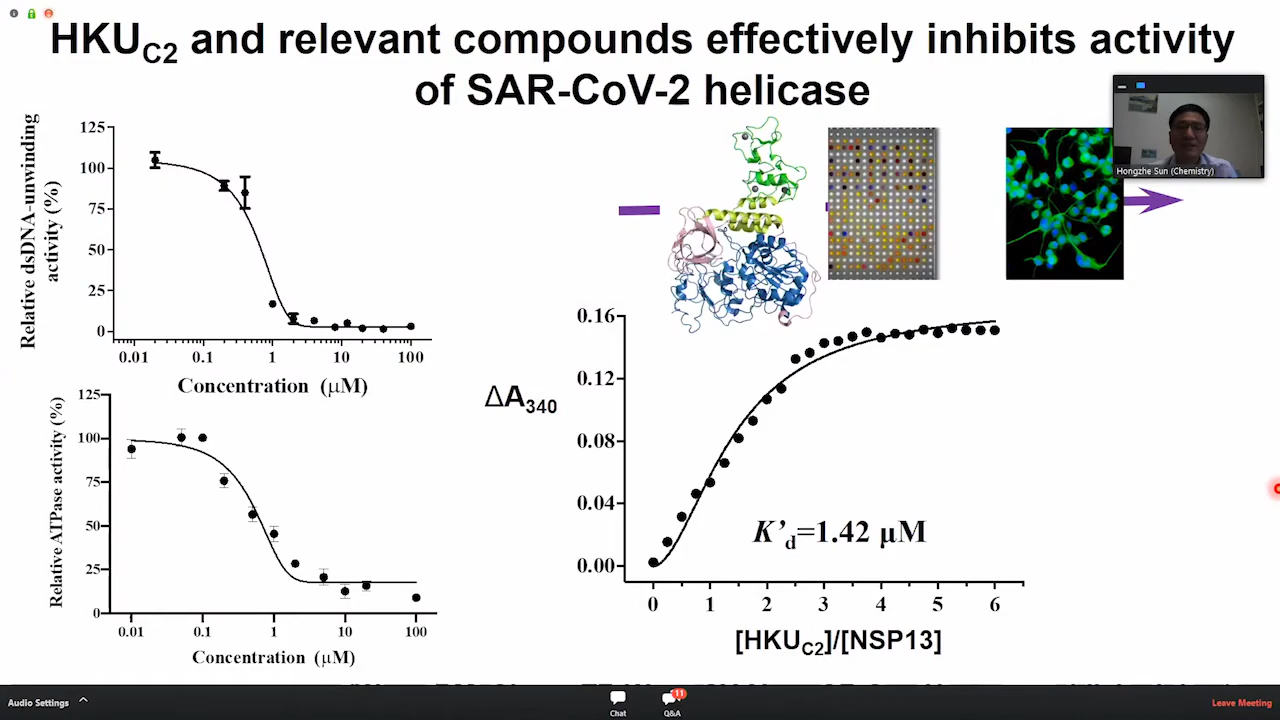 HKUC2 and relevant compounds effectively inhibits activity
of SAR-CoV-2 helicase
Hongzhe Sun (Chemistry)
Relative dsDNA-unwinding
activity (%)
125
100
75
50
25
0
0.01 0.1 1 10 100
Concentration (μM)
Relative ATPase activity (%)
125
100
75
50
25
0
0.01 0.1 1 10 100
Concentration (μM)
ΔA340
0.16
0.12
0.08
0.04
0.00
K'd=1.42 μM
0 1 2 3 4 5 6
[HKUC2]/[NSP13]
Audio Settings
Chat
11
Q&A
Leave Meeting